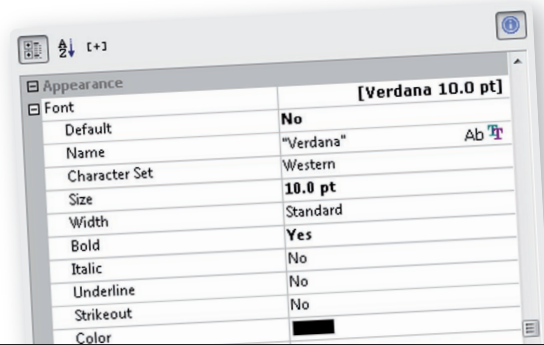 A Z [+]
Appearance
Font [Verdana 10.0 pt]
Default No
Name "Verdana" Ab TT
Character Set Western
Size 10.0 pt
Width Standard
Bold Yes
Italic No
Underline No
Strikeout No
Color